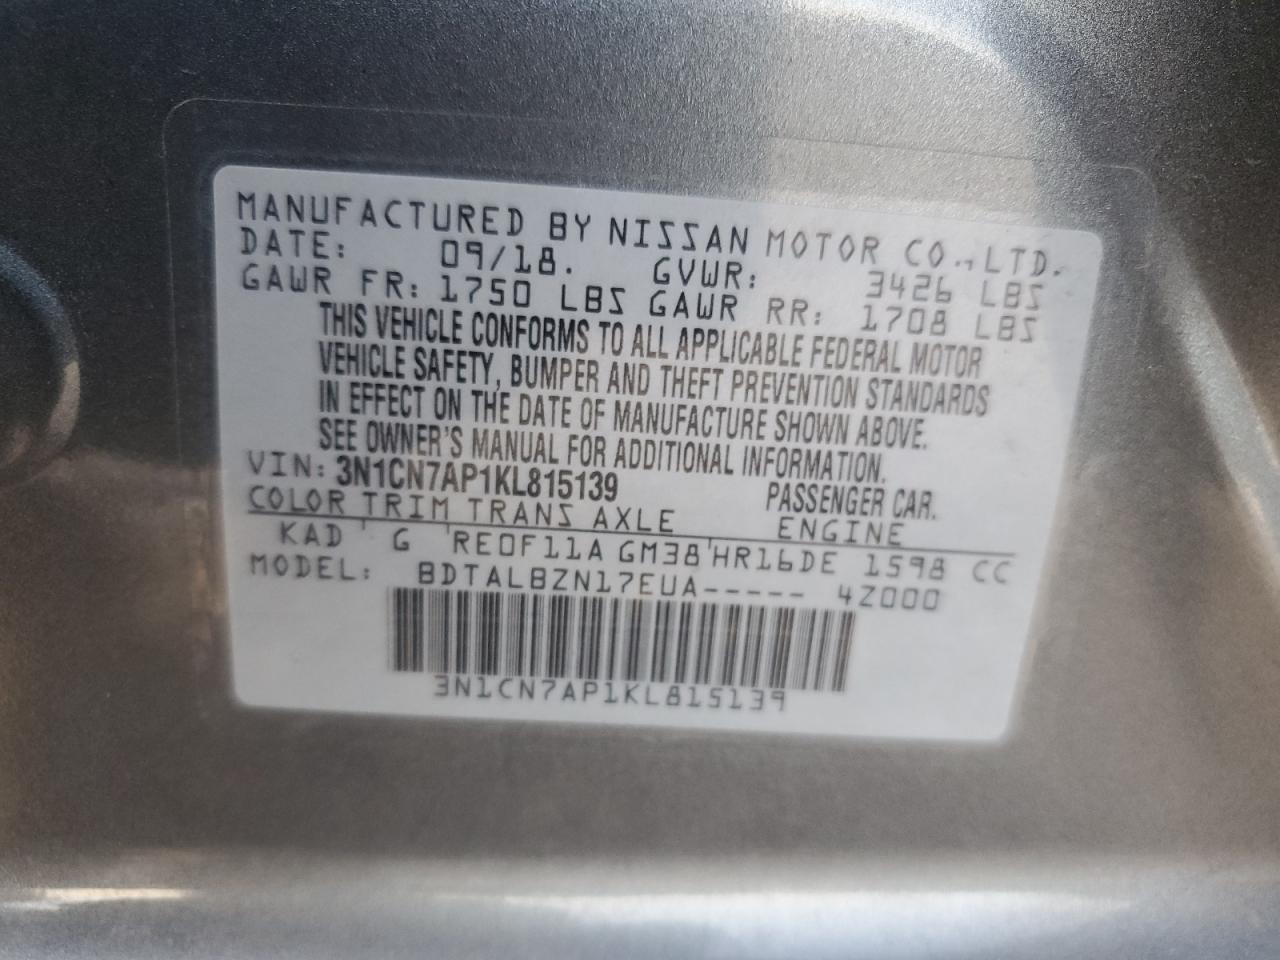 MANUFACTURED BY NISSAN MOTOR CO., LTD.
DATE: 09/18. GVWR: 3426 LBS
GAWR FR: 1750 LBS GAWR RR: 1708 LBS
THIS VEHICLE CONFORMS TO ALL APPLICABLE FEDERAL MOTOR
VEHICLE SAFETY, BUMPER AND THEFT PREVENTION STANDARDS
IN EFFECT ON THE DATE OF MANUFACTURE SHOWN ABOVE.
SEE OWNER'S MANUAL FOR ADDITIONAL INFORMATION.
VIN: 3N1CN7AP1KL815139 PASSENGER CAR.
COLOR TRIM TRANS AXLE ENGINE
KAD ' G 'RE0F11A GM38'HR16DE 1598 CC
MODEL: BDTALBZN17EUA----- 4Z000
3N1CN7AP1KL815139